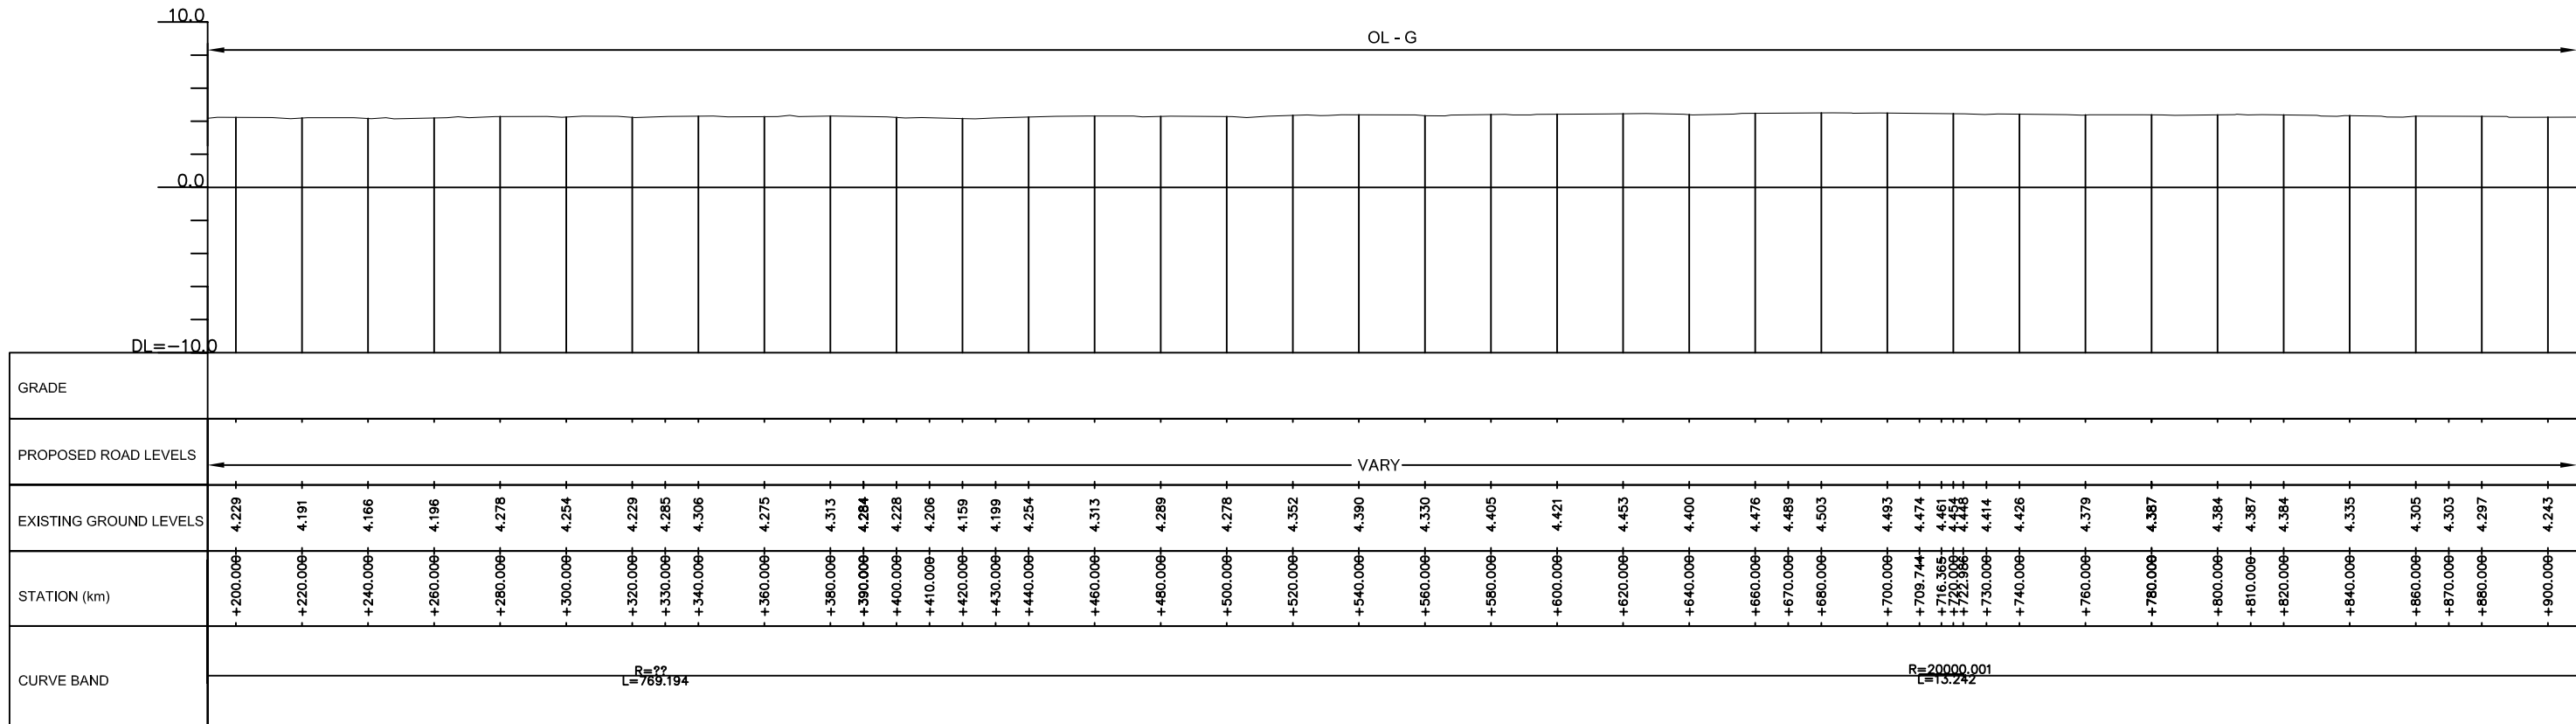 10.0
OL - G
0.0
DL=−10.0
GRADE
PROPOSED ROAD LEVELS
VARY
EXISTING GROUND LEVELS
4.229 4.191 4.166 4.196 4.278 4.254 4.229 4.285 4.306 4.275 4.313 4.284 4.228 4.206 4.159 4.199 4.254 4.313 4.289 4.278 4.352 4.390 4.330 4.405 4.421 4.453 4.400 4.476 4.489 4.503 4.493 4.474 4.461 4.454 4.448 4.414 4.426 4.379 4.387 4.384 4.387 4.384 4.335 4.305 4.303 4.297 4.243
STATION (km)
+200.000 +220.000 +240.000 +260.000 +280.000 +300.000 +320.000 +330.000 +340.000 +360.000 +380.000 +390.000 +400.000 +410.000 +420.000 +430.000 +440.000 +460.000 +480.000 +500.000 +520.000 +540.000 +560.000 +580.000 +600.000 +620.000 +640.000 +660.000 +670.000 +680.000 +700.000 +709.744 +716.365 +720.000 +722.986 +730.000 +740.000 +760.000 +780.000 +800.000 +810.000 +820.000 +840.000 +860.000 +870.000 +880.000 +900.000
CURVE BAND
R=??
L=769.194
R=20000.001
L=13.242